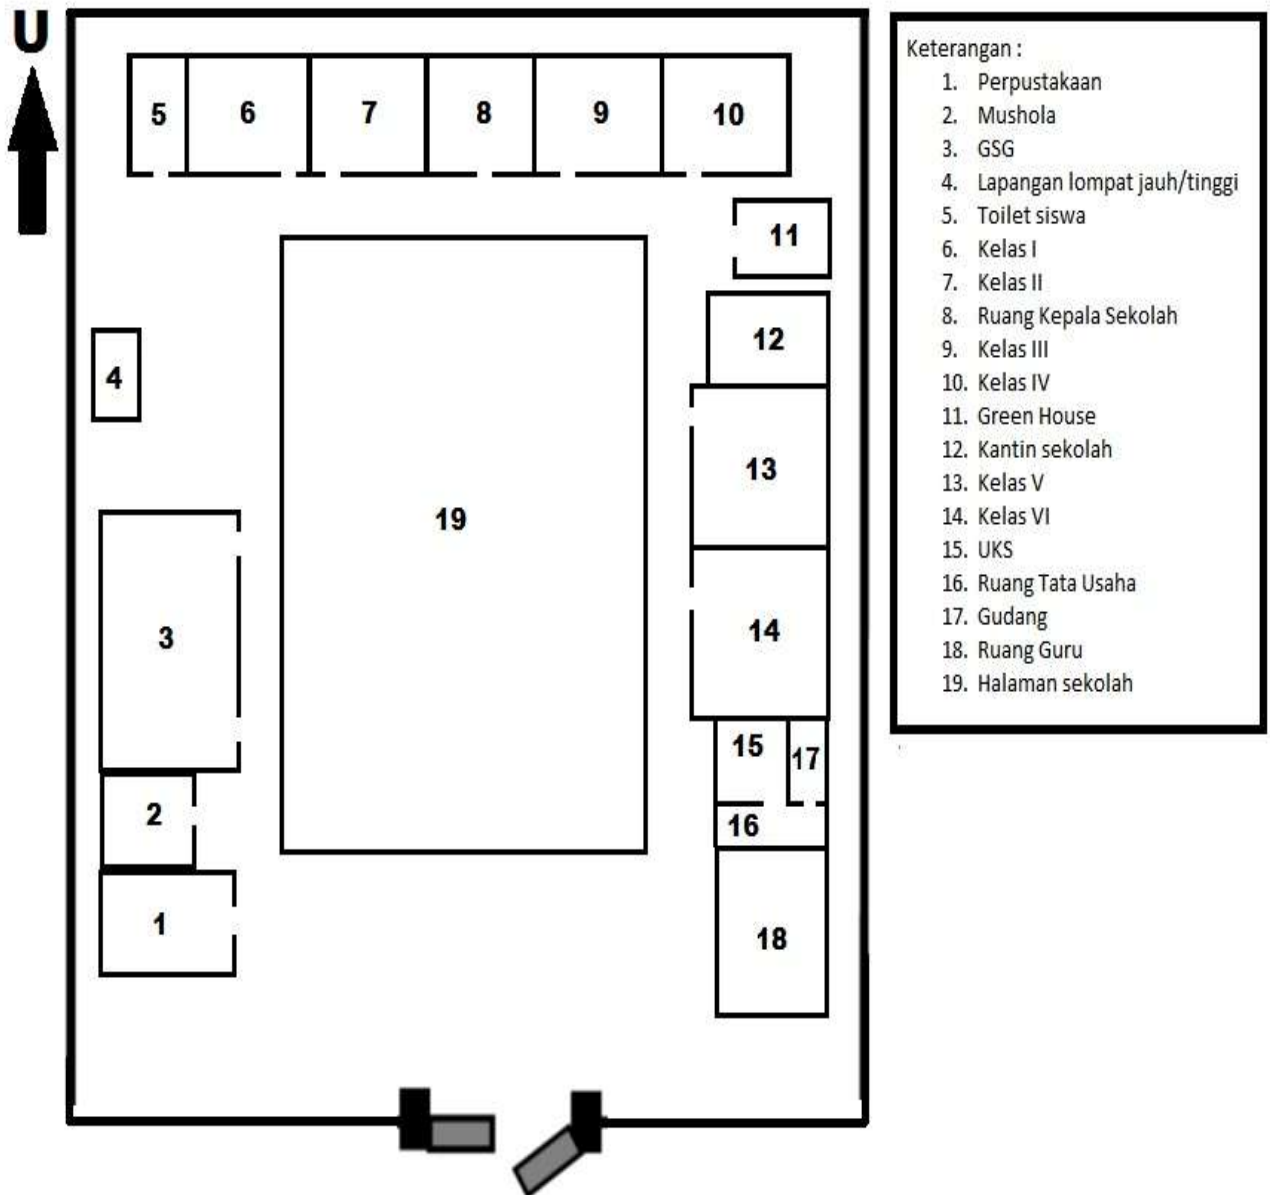 U
5 6 7 8 9 10
11
12
4
13
19
3
14
15 17
2
16
1
18
Keterangan :
1. Perpustakaan
2. Mushola
3. GSG
4. Lapangan lompat jauh/tinggi
5. Toilet siswa
6. Kelas I
7. Kelas II
8. Ruang Kepala Sekolah
9. Kelas III
10. Kelas IV
11. Green House
12. Kantin sekolah
13. Kelas V
14. Kelas VI
15. UKS
16. Ruang Tata Usaha
17. Gudang
18. Ruang Guru
19. Halaman sekolah